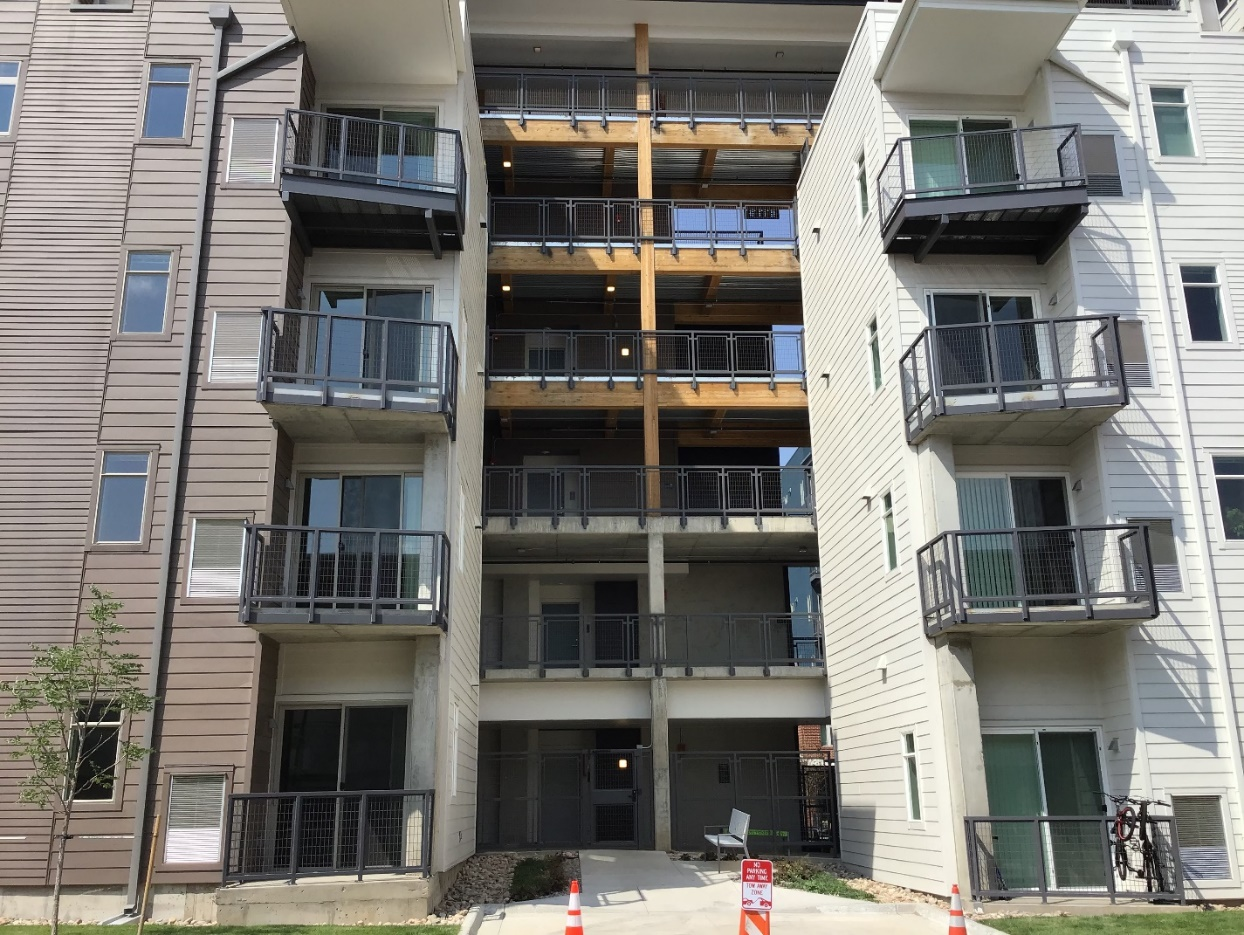 NO
PARKING
ANY TIME
TOW AWAY
ZONE